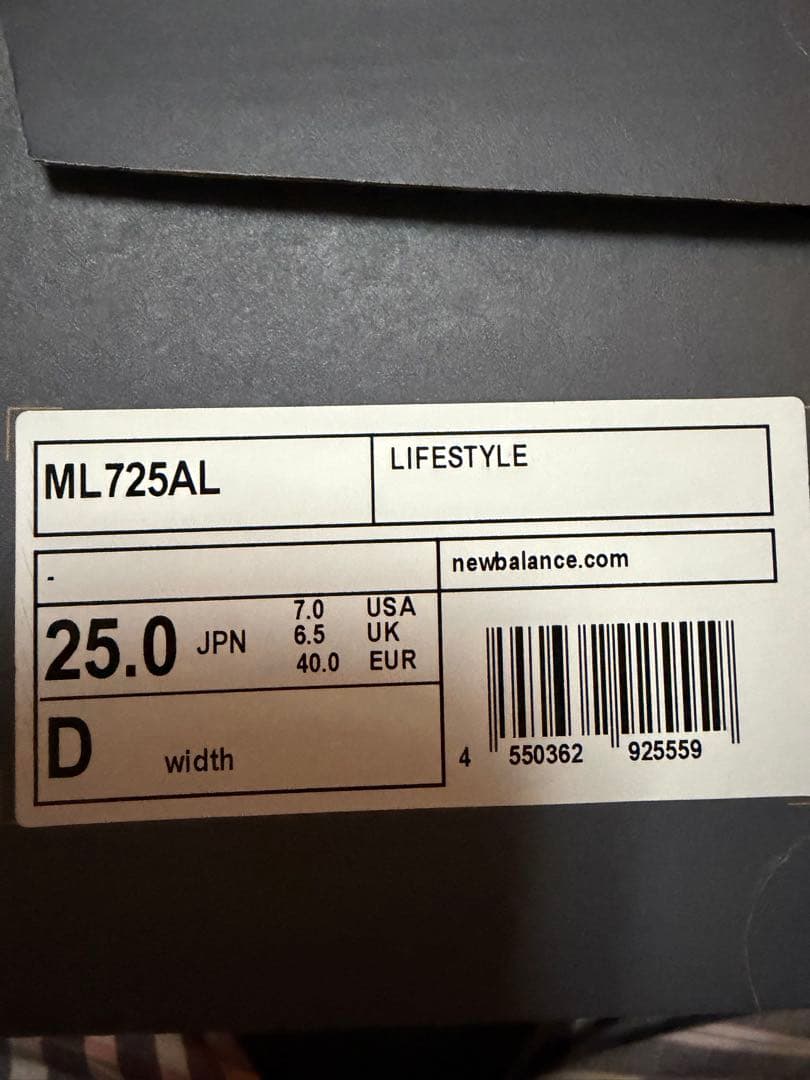 ML725AL
LIFESTYLE
-
newbalance.com
25.0 JPN
7.0 USA
6.5 UK
40.0 EUR
D width
4 550362 925559